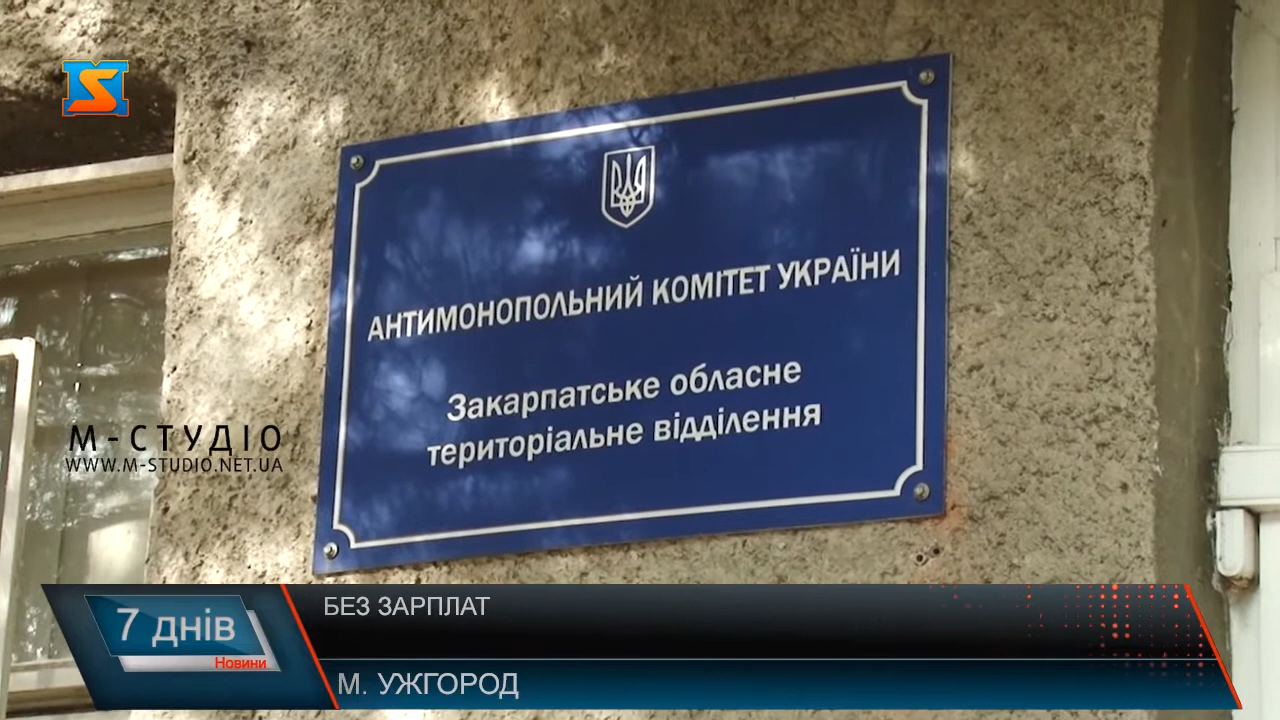 АНТИМОНОПОЛЬНИЙ КОМІТЕТ УКРАЇНИ
Закарпатське обласне
територіальне відділення
М-СТУДІО
WWW.M-STUDIO.NET.UA
7 днів
Новини
БЕЗ ЗАРПЛАТ
М. УЖГОРОД